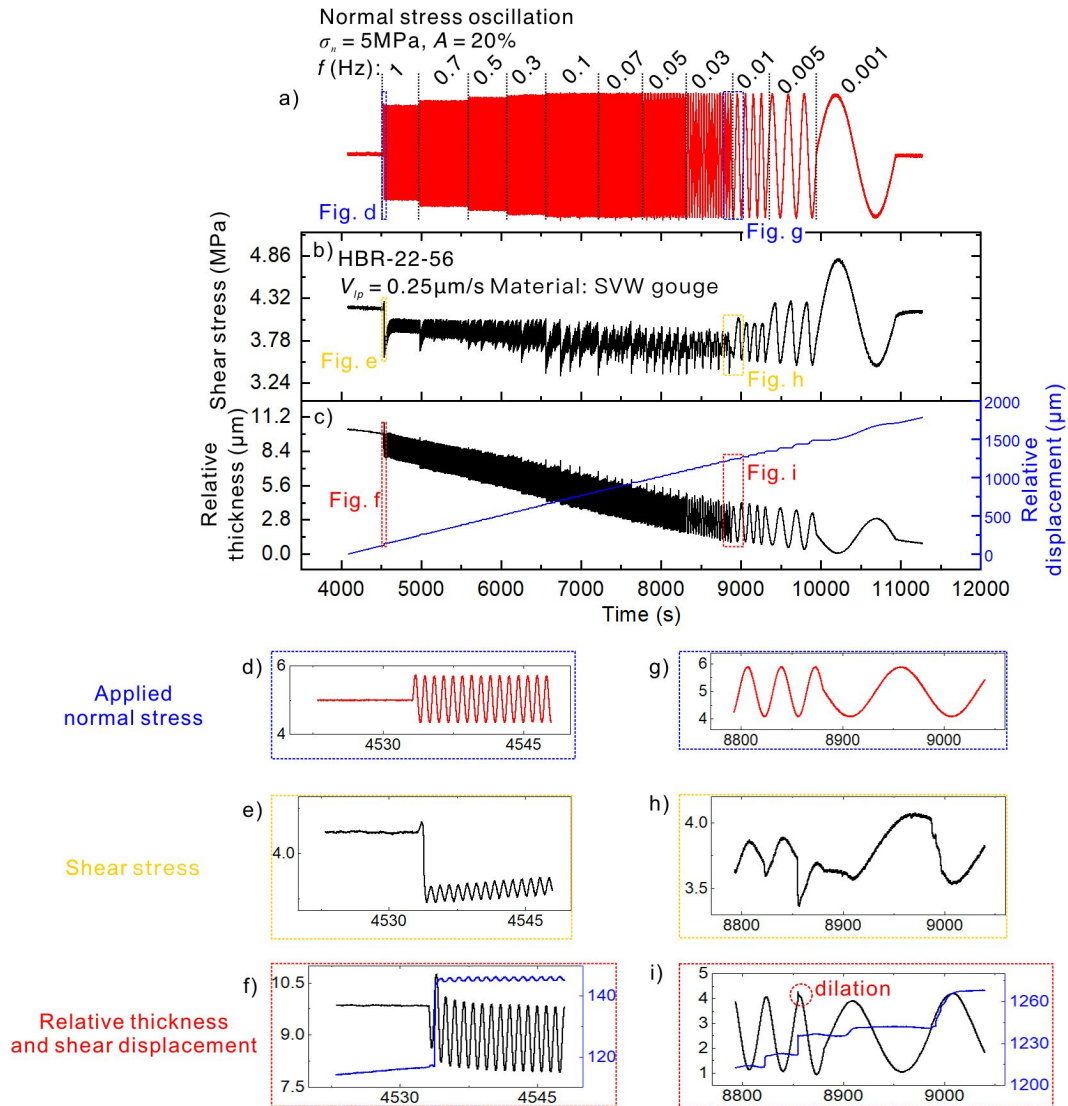 Normal stress oscillation
σn = 5MPa, A = 20%
f (Hz): 1 0.7 0.5 0.3 0.1 0.07 0.05 0.03 0.01 0.005 0.001
a)
Fig. d
Fig. g
Shear stress (MPa)
4.86
4.32
3.78
3.24
b)
HBR-22-56
Vlp = 0.25μm/s Material: SVW gouge
Fig. e
Fig. h
Relative
thickness (μm)
11.2
8.4
5.6
2.8
0.0
c)
Fig. f
Fig. i
2000
1500
1000
500
0
Relative
displacement (μm)
4000 5000 6000 7000 8000 9000 10000 11000 12000
Time (s)
Applied
normal stress
d)
6
4
4530 4545
g)
6
5
4
8800 8900 9000
Shear stress
e)
4.0
4530 4545
h)
4.0
3.5
8800 8900 9000
Relative thickness
and shear displacement
f)
10.5
9.0
7.5
140
120
4530 4545
i)
5
4
3
2
1
dilation
1260
1230
1200
8800 8900 9000